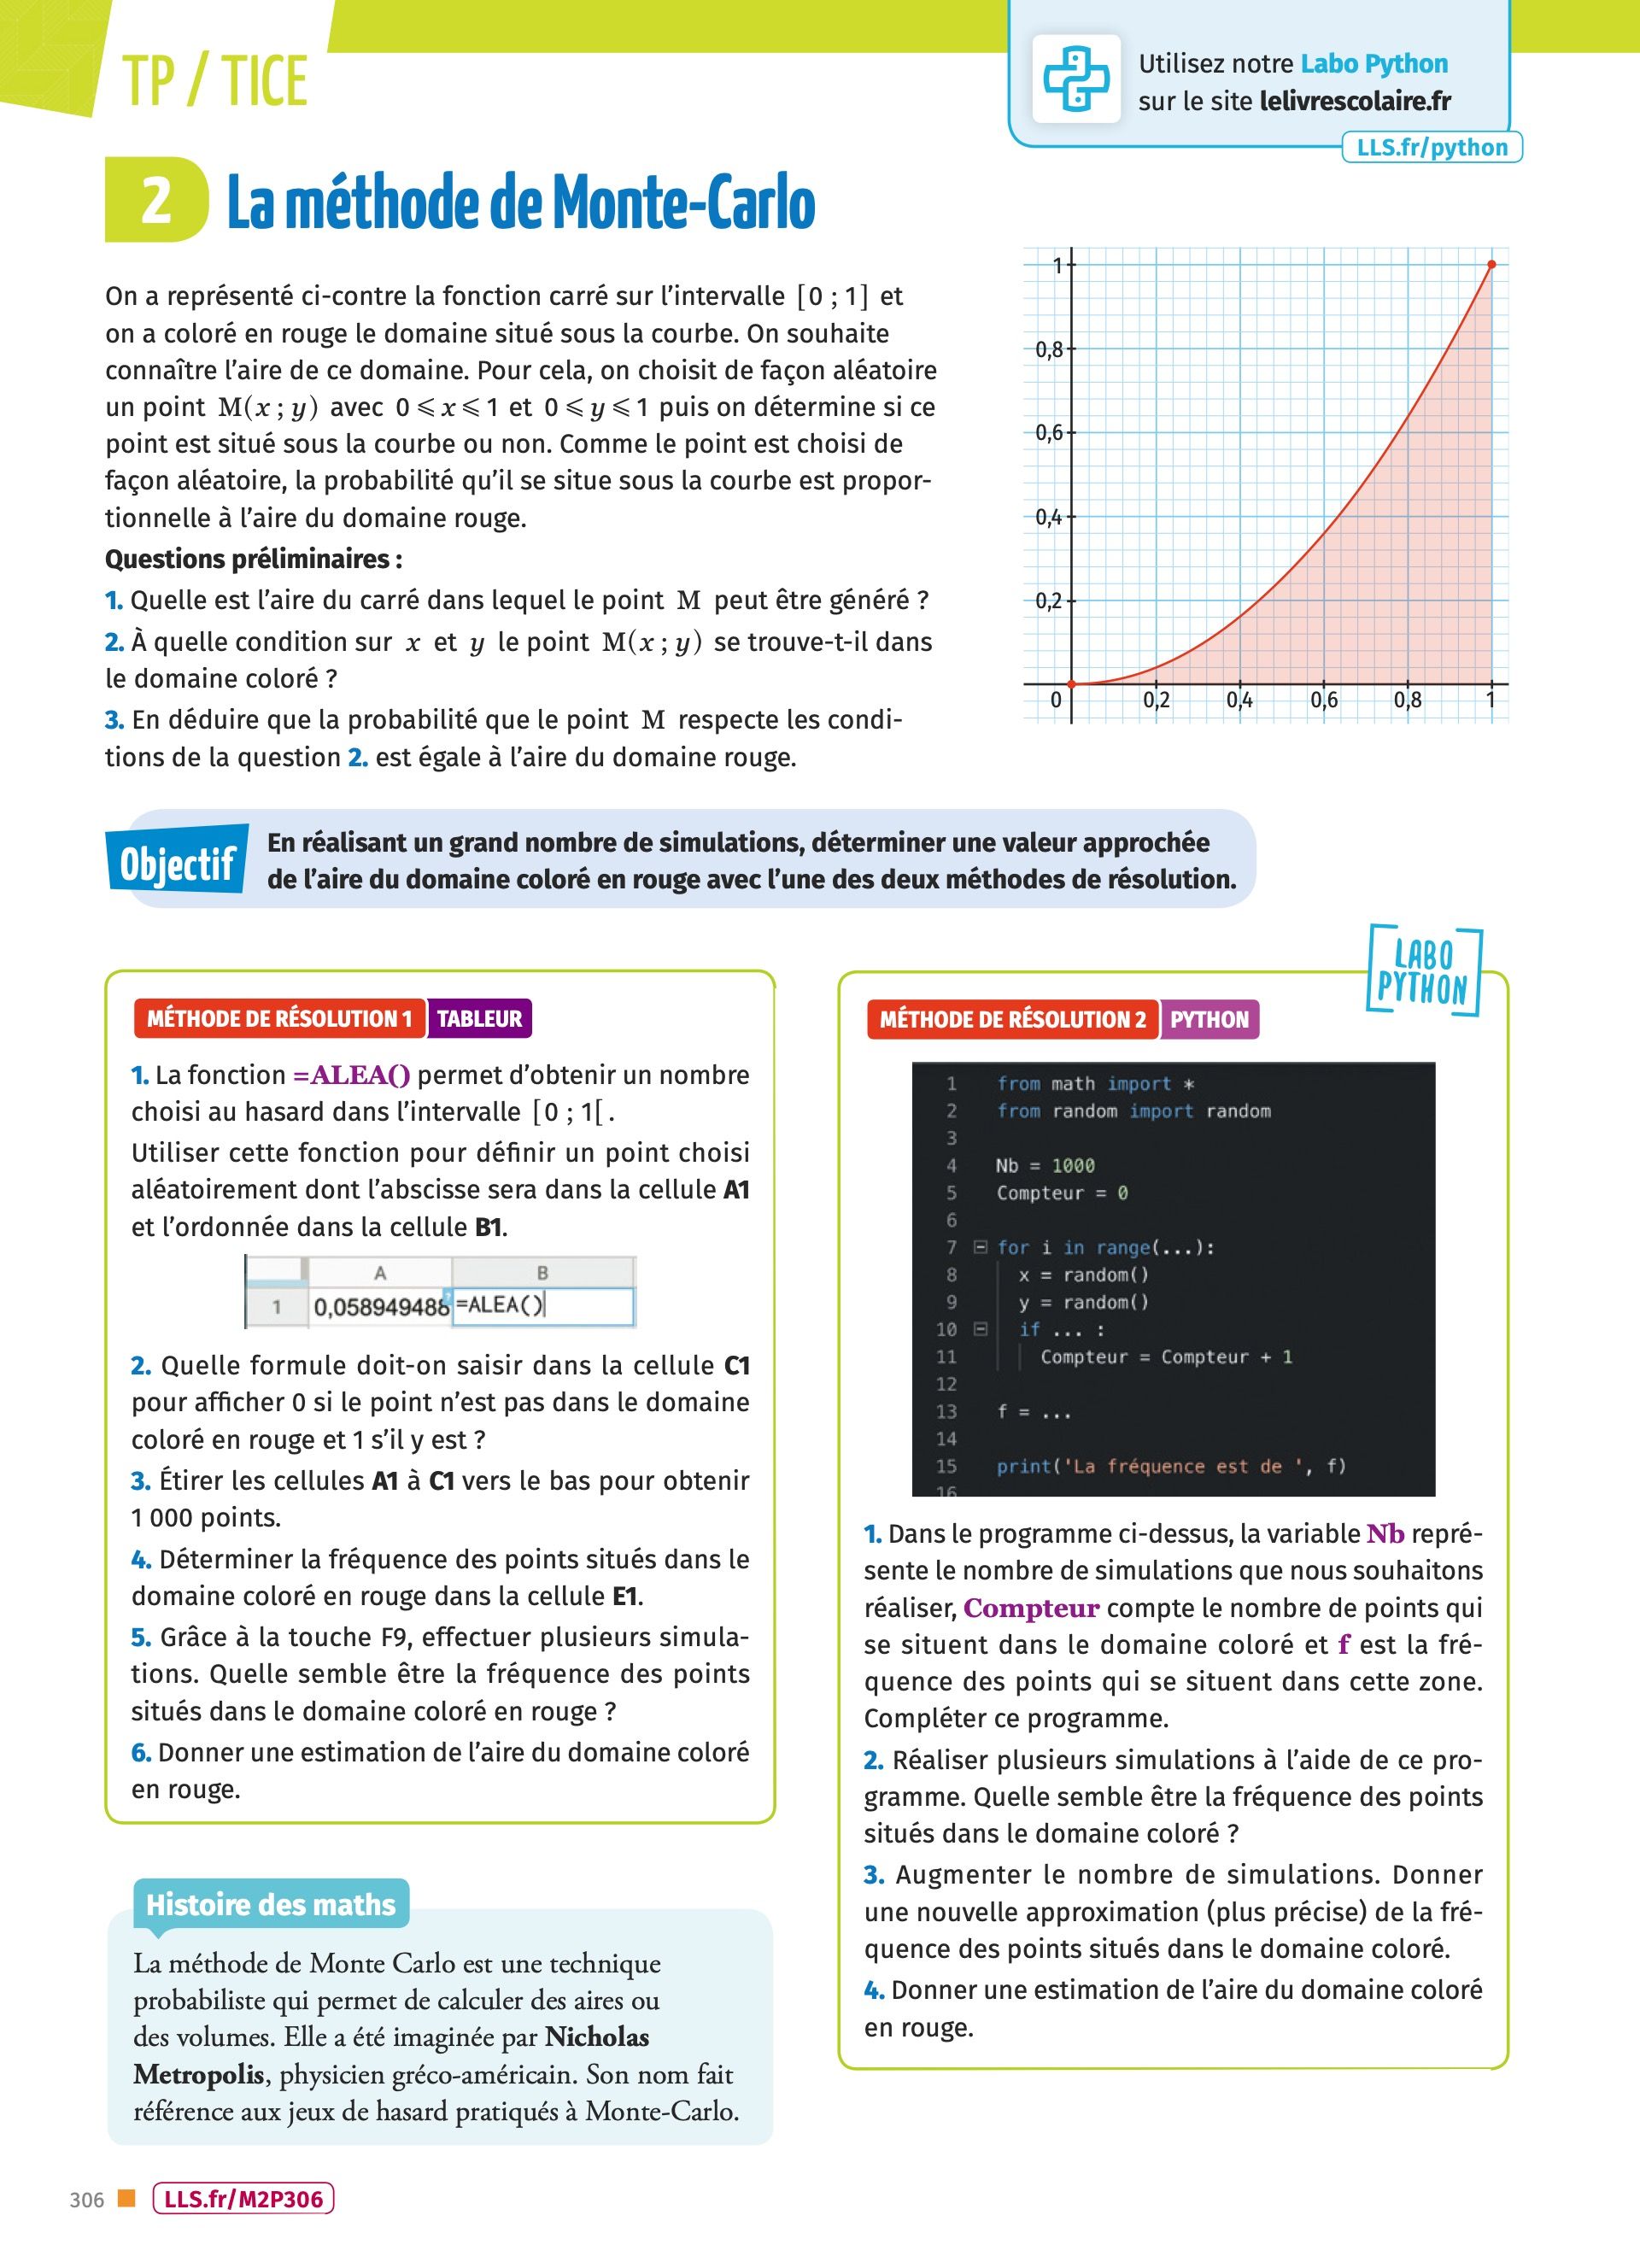 TP / TICE
Utilisez notre Labo Python
sur le site lelivrescolaire.fr
LLS.fr/python
2 La méthode de Monte-Carlo
On a représenté ci-contre la fonction carré sur l’intervalle [0 ; 1] et
on a coloré en rouge le domaine situé sous la courbe. On souhaite
connaître l’aire de ce domaine. Pour cela, on choisit de façon aléatoire
un point M(x ; y) avec 0 ⩽ x ⩽ 1 et 0 ⩽ y ⩽ 1 puis on détermine si ce
point est situé sous la courbe ou non. Comme le point est choisi de
façon aléatoire, la probabilité qu’il se situe sous la courbe est propor-
tionnelle à l’aire du domaine rouge.
Questions préliminaires :
1. Quelle est l’aire du carré dans lequel le point M peut être généré ?
2. À quelle condition sur x et y le point M(x ; y) se trouve-t-il dans
le domaine coloré ?
3. En déduire que la probabilité que le point M respecte les condi-
tions de la question 2. est égale à l’aire du domaine rouge.
1
0,8
0,6
0,4
0,2
0 0,2 0,4 0,6 0,8 1
Objectif
En réalisant un grand nombre de simulations, déterminer une valeur approchée
de l’aire du domaine coloré en rouge avec l’une des deux méthodes de résolution.
MÉTHODE DE RÉSOLUTION 1 TABLEUR
1. La fonction =ALEA() permet d’obtenir un nombre
choisi au hasard dans l’intervalle [0 ; 1[.
Utiliser cette fonction pour définir un point choisi
aléatoirement dont l’abscisse sera dans la cellule A1
et l’ordonnée dans la cellule B1.
A B
1 0,058949488 ? =ALEA()
2. Quelle formule doit-on saisir dans la cellule C1
pour afficher 0 si le point n’est pas dans le domaine
coloré en rouge et 1 s’il y est ?
3. Étirer les cellules A1 à C1 vers le bas pour obtenir
1 000 points.
4. Déterminer la fréquence des points situés dans le
domaine coloré en rouge dans la cellule E1.
5. Grâce à la touche F9, effectuer plusieurs simula-
tions. Quelle semble être la fréquence des points
situés dans le domaine coloré en rouge ?
6. Donner une estimation de l’aire du domaine coloré
en rouge.
Histoire des maths
La méthode de Monte Carlo est une technique
probabiliste qui permet de calculer des aires ou
des volumes. Elle a été imaginée par Nicholas
Metropolis, physicien gréco-américain. Son nom fait
référence aux jeux de hasard pratiqués à Monte-Carlo.
LABO
PYTHON
MÉTHODE DE RÉSOLUTION 2 PYTHON
1 from math import *
2 from random import random
3
4 Nb = 1000
5 Compteur = 0
6
7 for i in range(...):
8 x = random()
9 y = random()
10 if ... :
11 Compteur = Compteur + 1
12
13 f = ...
14
15 print('La fréquence est de ', f)
16
1. Dans le programme ci-dessus, la variable Nb repré-
sente le nombre de simulations que nous souhaitons
réaliser, Compteur compte le nombre de points qui
se situent dans le domaine coloré et f est la fré-
quence des points qui se situent dans cette zone.
Compléter ce programme.
2. Réaliser plusieurs simulations à l’aide de ce pro-
gramme. Quelle semble être la fréquence des points
situés dans le domaine coloré ?
3. Augmenter le nombre de simulations. Donner
une nouvelle approximation (plus précise) de la fré-
quence des points situés dans le domaine coloré.
4. Donner une estimation de l’aire du domaine coloré
en rouge.
306 LLS.fr/M2P306